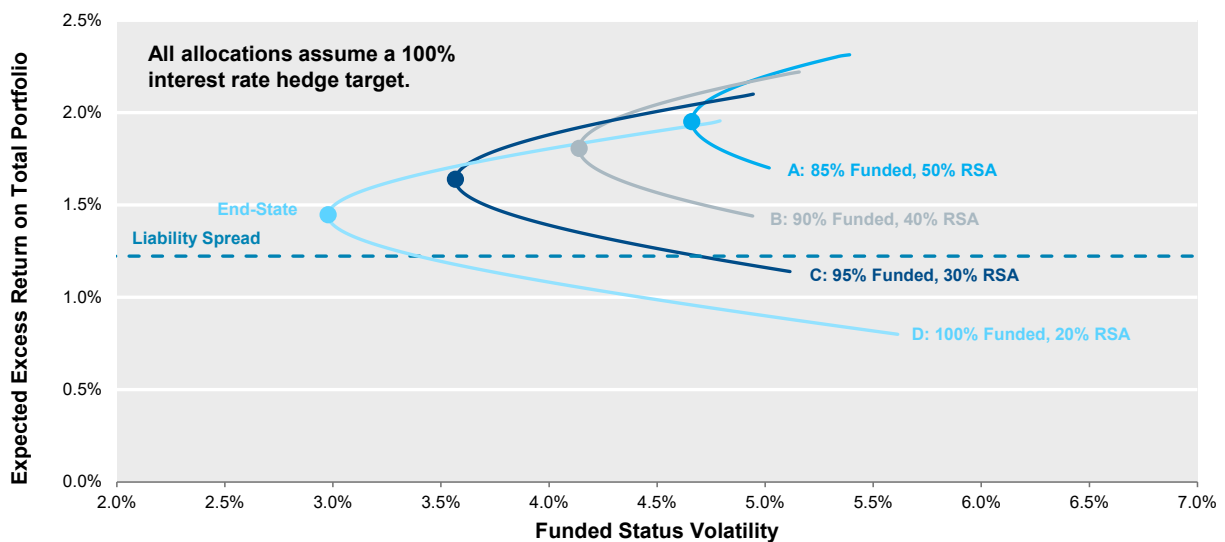 2.5%
2.0%
1.5%
1.0%
0.5%
0.0%
Expected Excess Return on Total Portfolio
All allocations assume a 100%
interest rate hedge target.
A: 85% Funded, 50% RSA
B: 90% Funded, 40% RSA
End-State
Liability Spread
C: 95% Funded, 30% RSA
D: 100% Funded, 20% RSA
2.0% 2.5% 3.0% 3.5% 4.0% 4.5% 5.0% 5.5% 6.0% 6.5% 7.0%
Funded Status Volatility